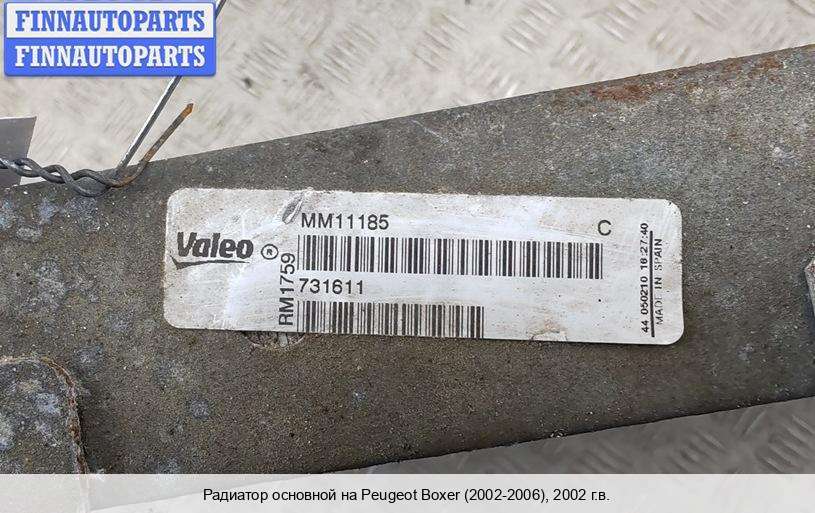 FINNAUTOPARTS
FINNAUTOPARTS
Valeo ®
RM1759
MM11185
C
731611
44 050210 16:27:40
MADE IN SPAIN
Радиатор основной на Peugeot Boxer (2002-2006), 2002 г.в.